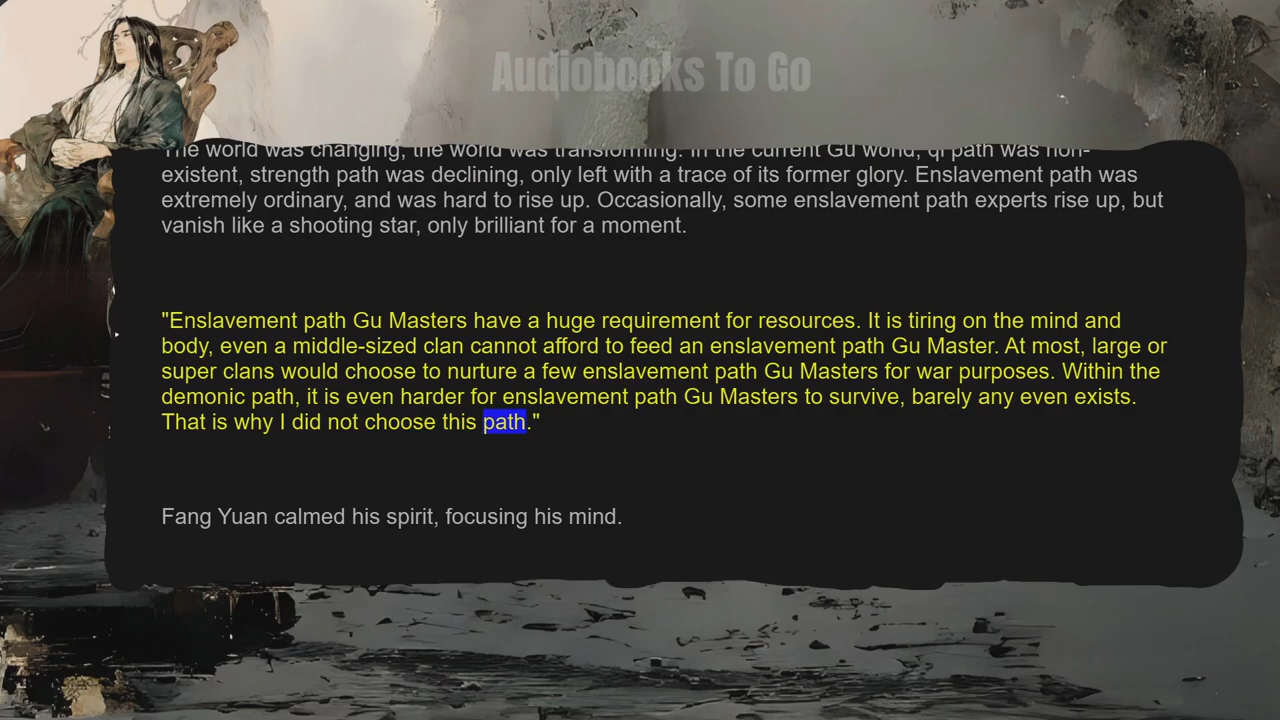 Audiobooks To Go
The world was changing, the world was transforming. In the current Gu world, qi path was non-
existent, strength path was declining, only left with a trace of its former glory. Enslavement path was
extremely ordinary, and was hard to rise up. Occasionally, some enslavement path experts rise up, but
vanish like a shooting star, only brilliant for a moment.
"Enslavement path Gu Masters have a huge requirement for resources. It is tiring on the mind and
body, even a middle-sized clan cannot afford to feed an enslavement path Gu Master. At most, large or
super clans would choose to nurture a few enslavement path Gu Masters for war purposes. Within the
demonic path, it is even harder for enslavement path Gu Masters to survive, barely any even exists.
That is why I did not choose this path."
Fang Yuan calmed his spirit, focusing his mind.